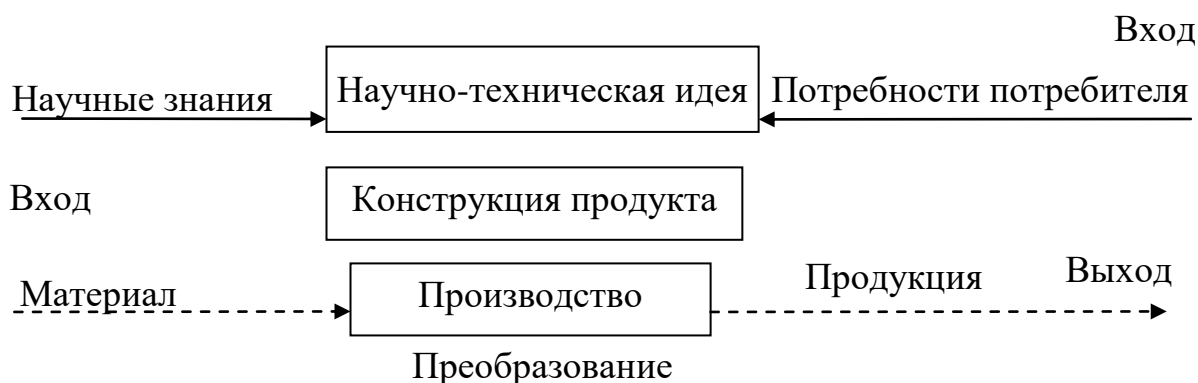 Вход
Научные знания
Научно-техническая идея
Потребности потребителя
Вход
Конструкция продукта
Материал
Производство
Продукция
Выход
Преобразование